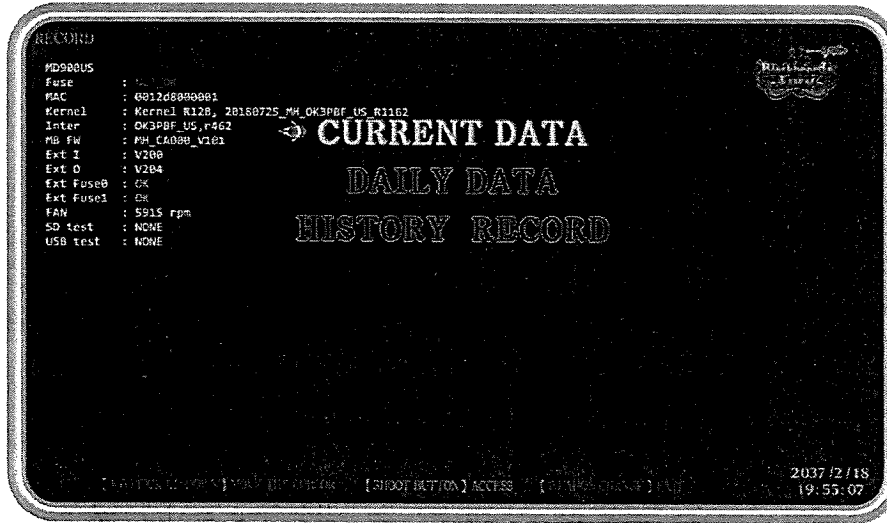 RECORD
MD900US
Fuse :
MAC : 0012d8000001
Kernel : Kernel R128, 20180725_MH_OK3PBF_US_R1162
Inter : OK3PBF_US,r462
MB FW : MH_CA000_V101
Ext I : V200
Ext O : V204
Ext Fuse0 : OK
Ext Fuse1 : OK
FAN : 5915 rpm
SD test : NONE
USB test : NONE
CURRENT DATA
DAILY DATA
HISTORY RECORD
[SHOOT BUTTON] ACCESS
2037/2/18
19:55:07